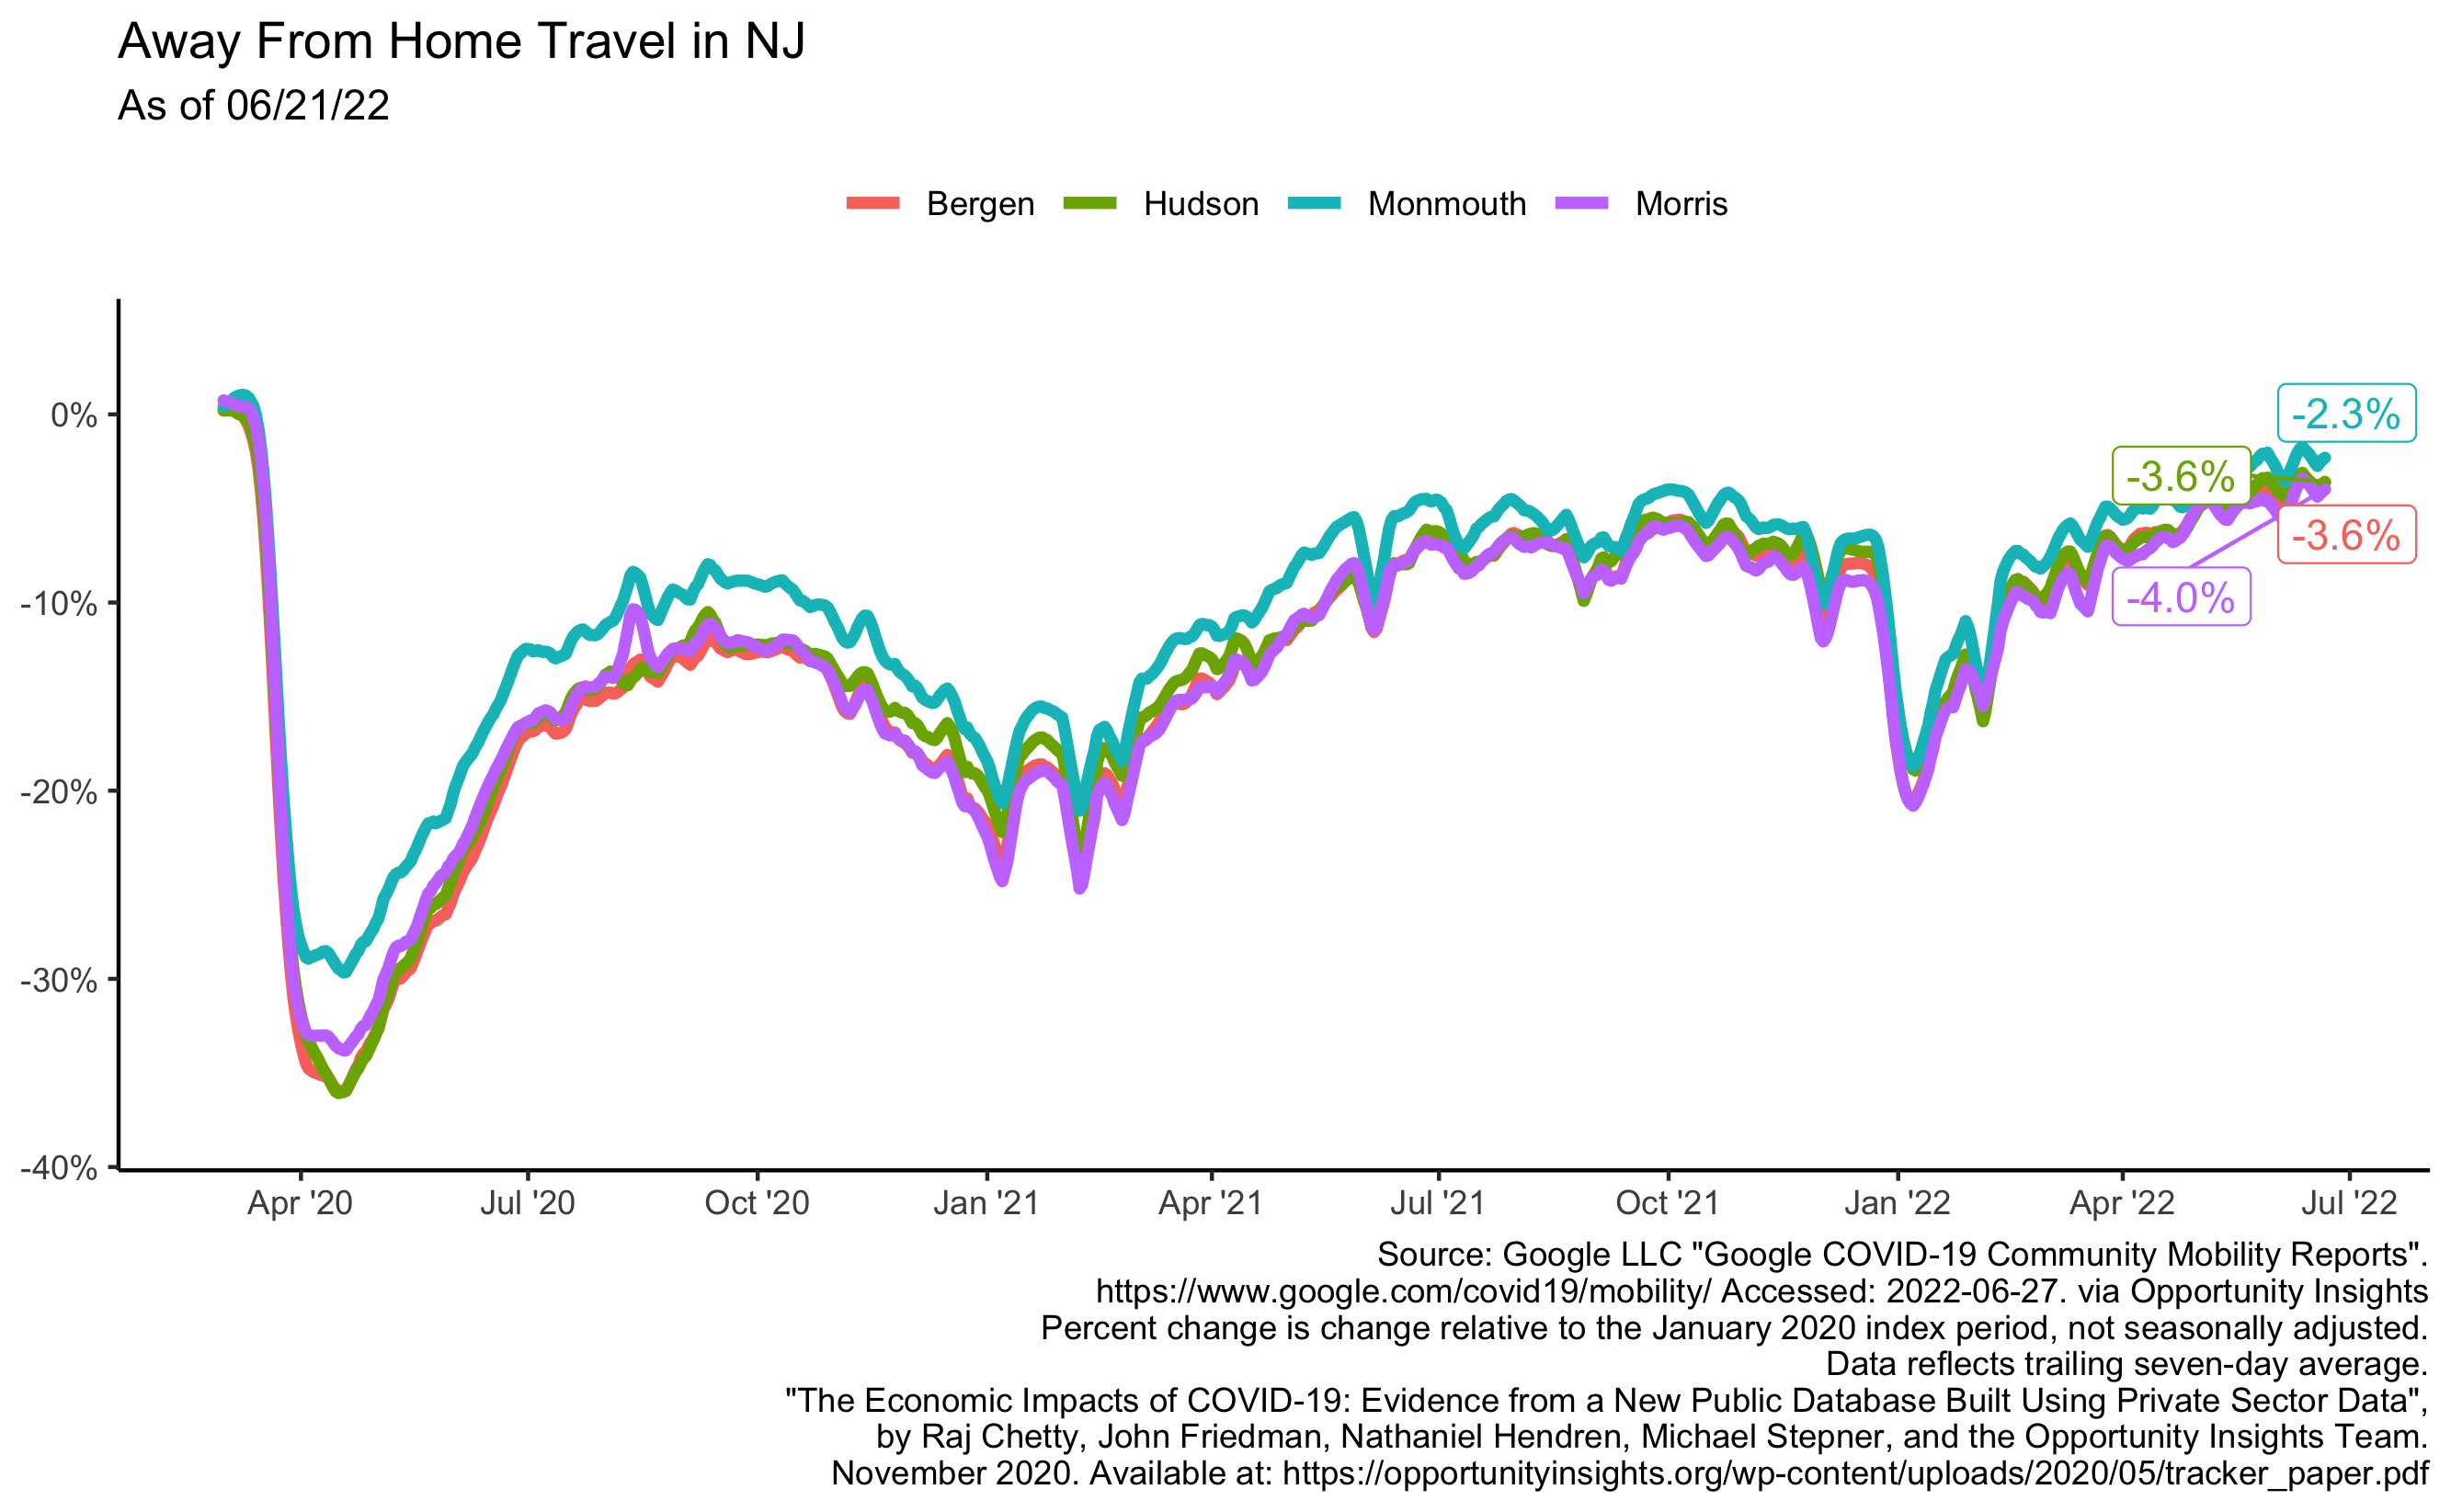 Away From Home Travel in NJ
As of 06/21/22
Bergen Hudson Monmouth Morris
0%
-10%
-20%
-30%
-40%
-2.3%
-3.6%
-3.6%
-4.0%
Apr '20 Jul '20 Oct '20 Jan '21 Apr '21 Jul '21 Oct '21 Jan '22 Apr '22 Jul '22
Source: Google LLC "Google COVID-19 Community Mobility Reports".
https://www.google.com/covid19/mobility/ Accessed: 2022-06-27. via Opportunity Insights
Percent change is change relative to the January 2020 index period, not seasonally adjusted.
Data reflects trailing seven-day average.
"The Economic Impacts of COVID-19: Evidence from a New Public Database Built Using Private Sector Data",
by Raj Chetty, John Friedman, Nathaniel Hendren, Michael Stepner, and the Opportunity Insights Team.
November 2020. Available at: https://opportunityinsights.org/wp-content/uploads/2020/05/tracker_paper.pdf